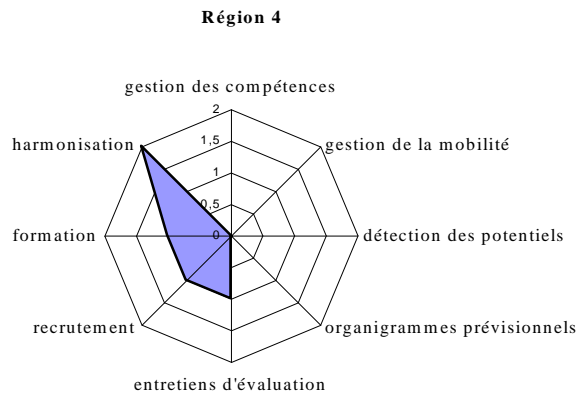 Région 4
gestion des compétences
2
harmonisation
1,5
gestion de la mobilité
1
0,5
formation
0
détection des potentiels
recrutement
organigrammes prévisionnels
entretiens d'évaluation